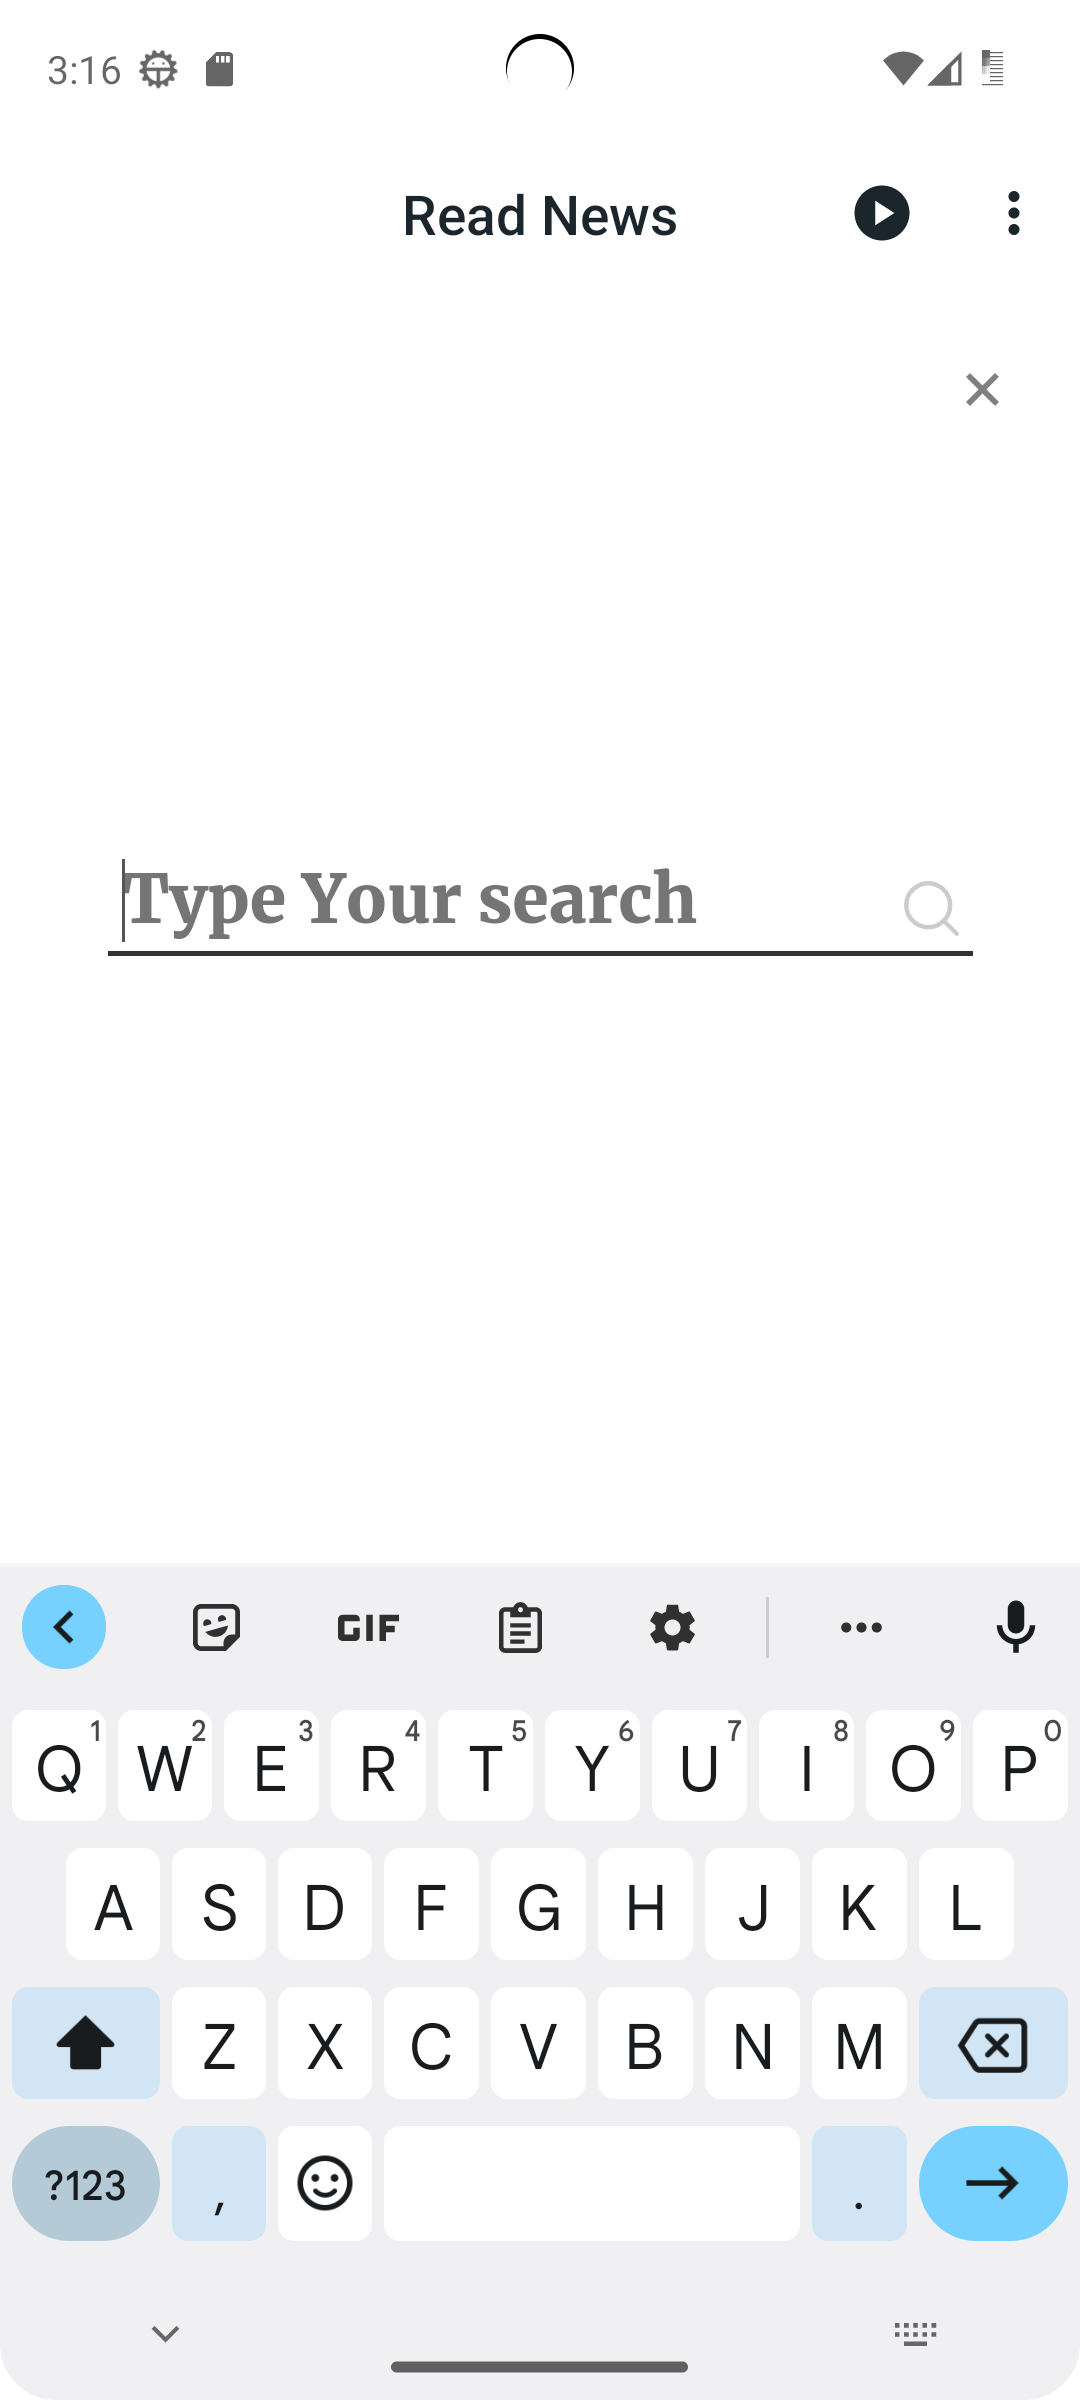 3:16
Read News
Type Your search
GIF
Q 1 W 2 E 3 R 4 T 5 Y 6 U 7 I 8 O 9 P 0
A S D F G H J K L
Z X C V B N M
?123 , .